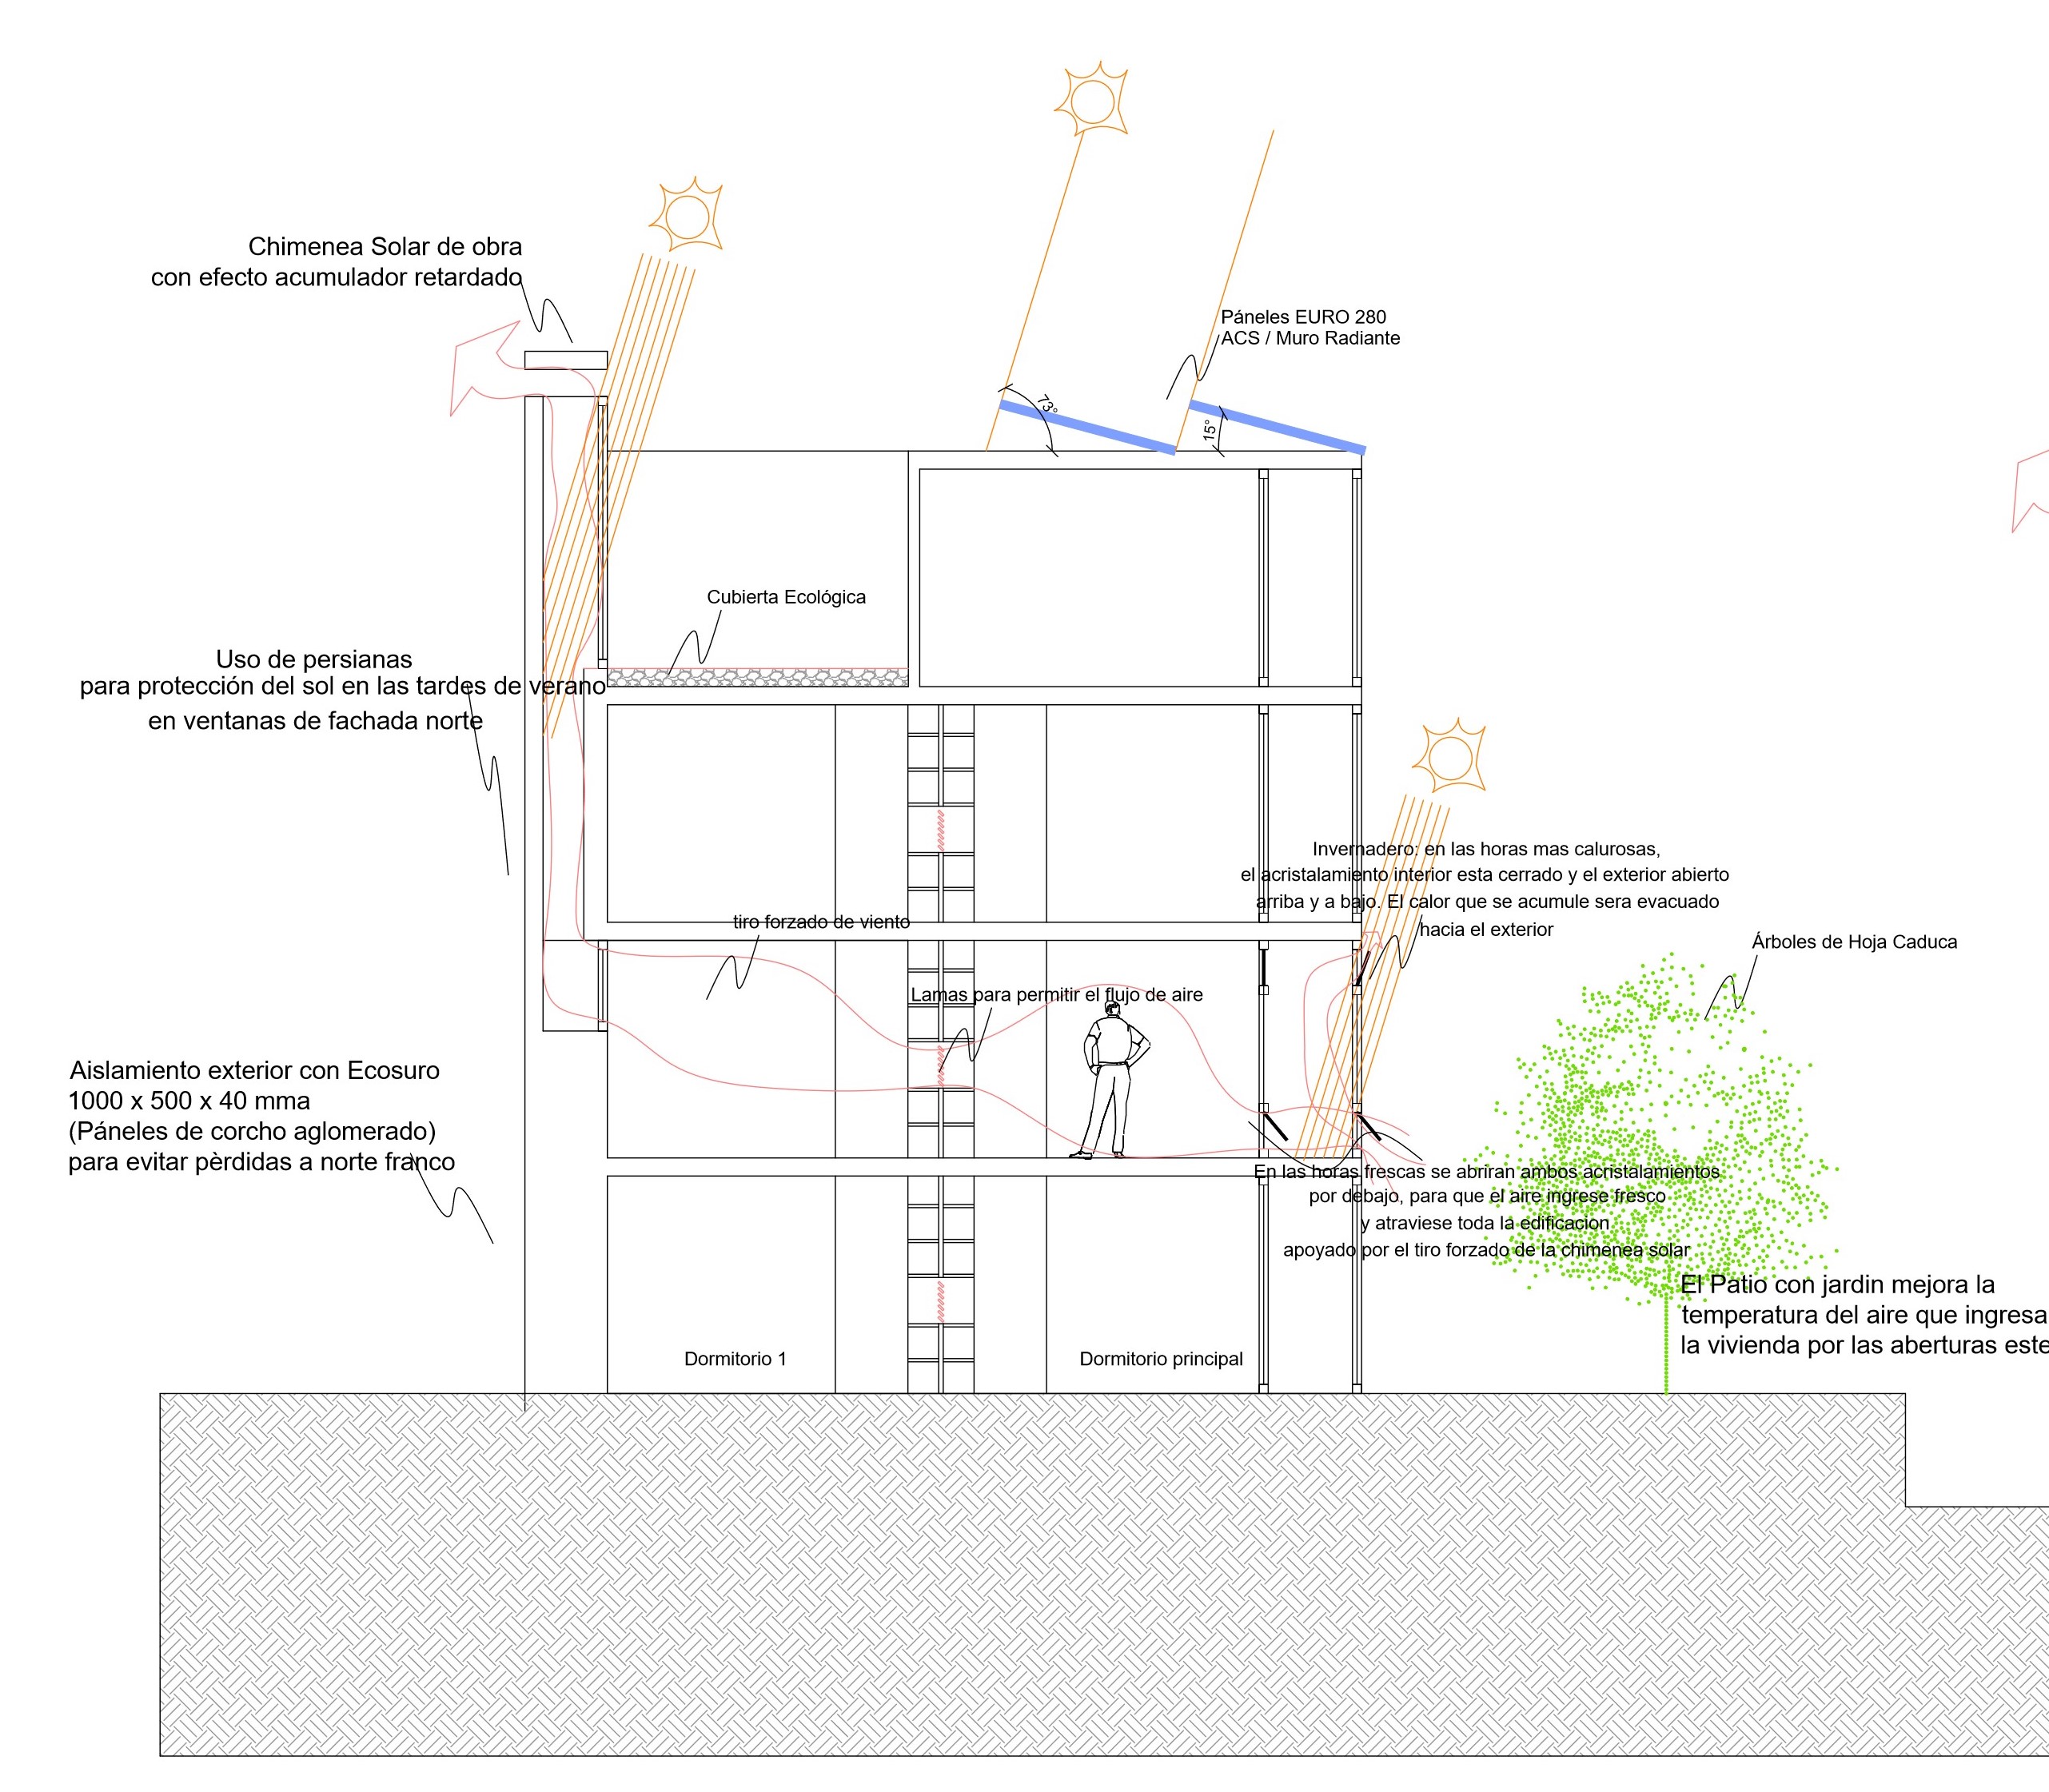 Chimenea Solar de obra
con efecto acumulador retardado
Páneles EURO 280
ACS / Muro Radiante
73°
15°
Cubierta Ecológica
Uso de persianas
para protección del sol en las tardes de verano
en ventanas de fachada norte
Invernadero: en las horas mas calurosas,
el acristalamiento interior esta cerrado y el exterior abierto
arriba y a bajo. El calor que se acumule sera evacuado
hacia el exterior
tiro forzado de viento
Árboles de Hoja Caduca
Lamas para permitir el flujo de aire
Aislamiento exterior con Ecosuro
1000 x 500 x 40 mma
(Páneles de corcho aglomerado)
para evitar pèrdidas a norte franco
En las horas frescas se abriran ambos acristalamientos
por debajo, para que el aire ingrese fresco
y atraviese toda la edificacion
apoyado por el tiro forzado de la chimenea solar
El Patio con jardin mejora la
temperatura del aire que ingresa
la vivienda por las aberturas este
Dormitorio 1
Dormitorio principal